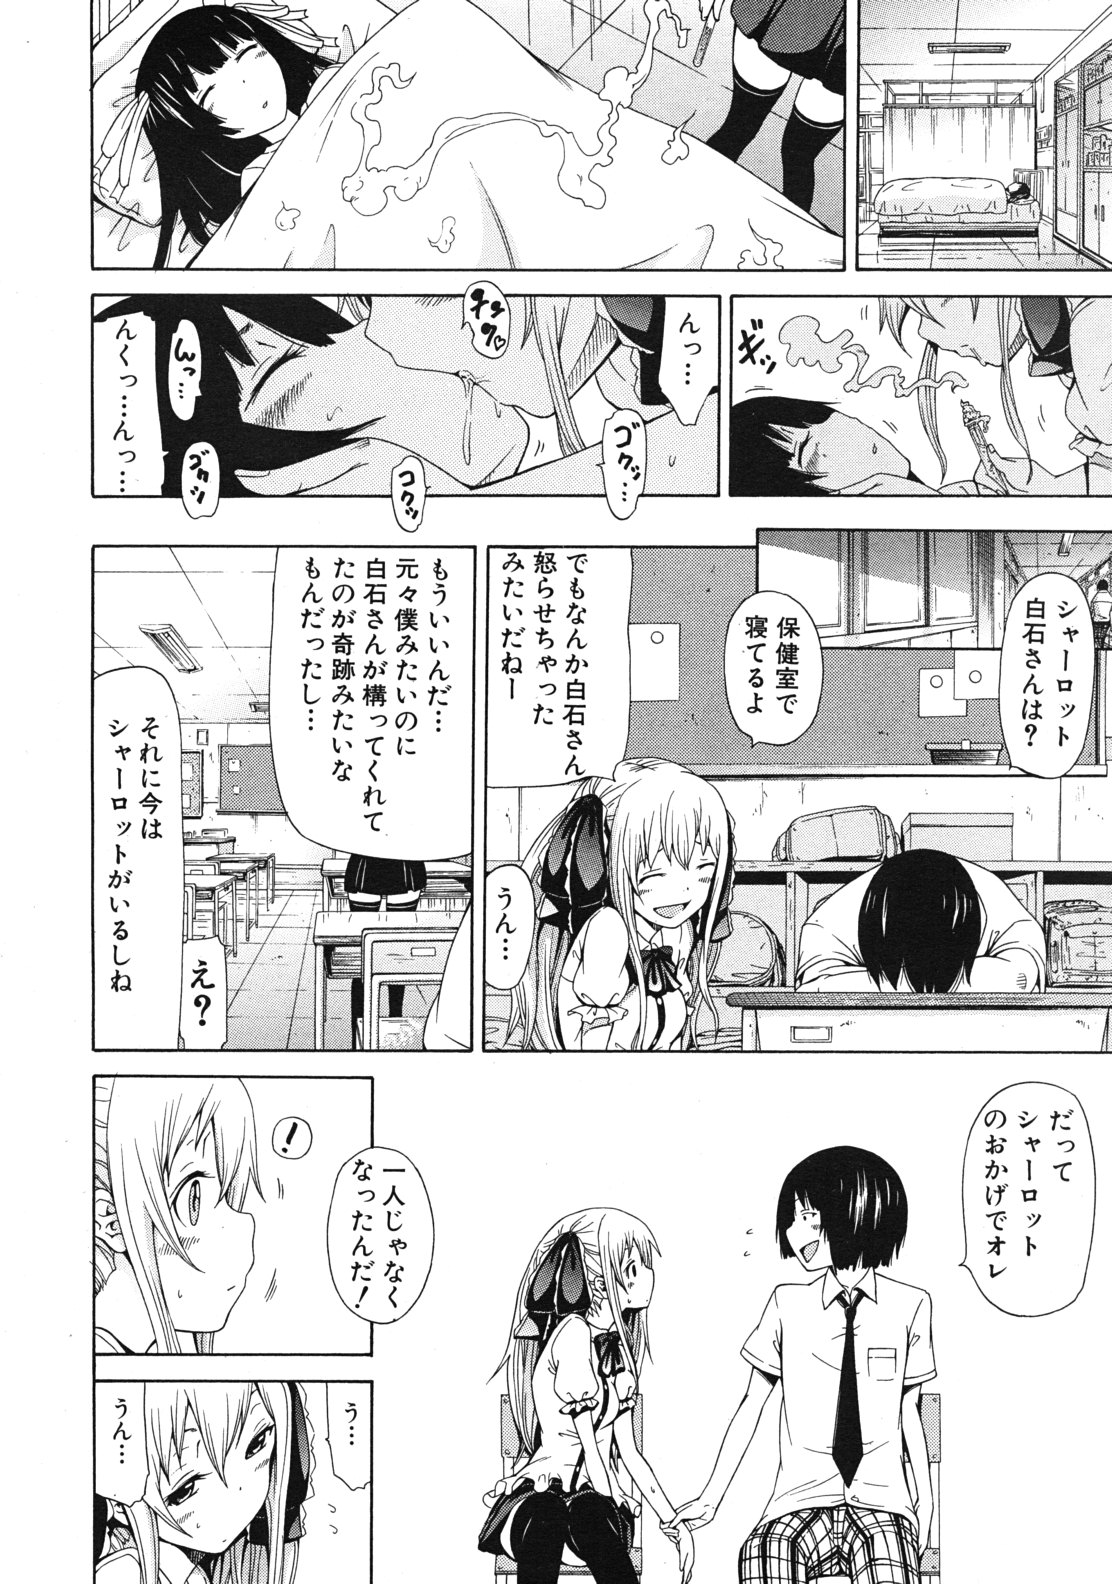 ギッ
んっ…
チュクβ
ゴクッ…
コクッ
んっ…
ゴクッ
んくっ…んっ…
シャーロット
白石さんは?
保健室で
寝てるよ
でもなんか白石さん
怒らせちゃった
みたいだねー
うん…
もういいんだ…
元々僕みたいのに
白石さんが構ってくれて
たのが奇跡みたいな
もんだったし…
それに今は
シャーロットがいるしね
え?
だって
シャーロット
のおかげでオレ
一人じゃなく
なったんだ!
!
う…
うん…